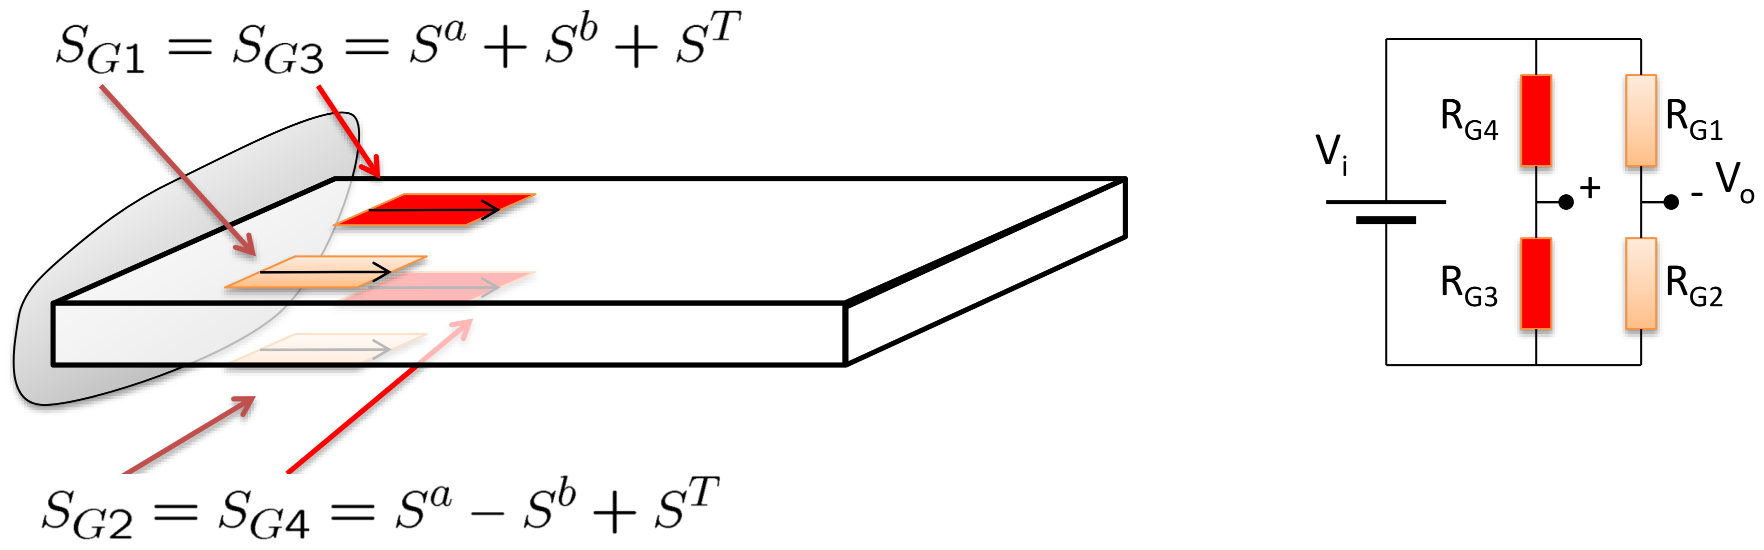 S_{G1} = S_{G3} = S^a + S^b + S^T
R_{G4}
R_{G1}
V_i
+
- V_o
R_{G3}
R_{G2}
S_{G2} = S_{G4} = S^a - S^b + S^T